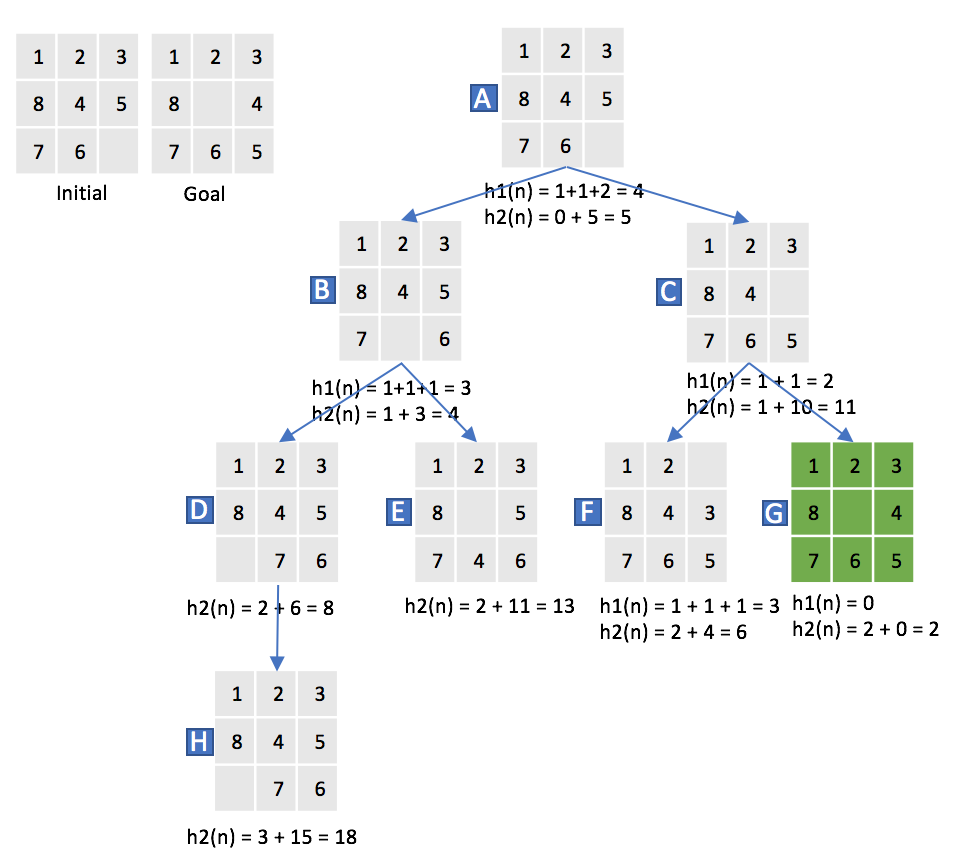 1 2 3
8 4 5
7 6
Initial
1 2 3
8 4
7 6 5
Goal
A
1 2 3
8 4 5
7 6
h1(n) = 1+1+2 = 4
h2(n) = 0 + 5 = 5
B
1 2 3
8 4 5
7 6
h1(n) = 1+1+1 = 3
h2(n) = 1 + 3 = 4
C
1 2 3
8 4
7 6 5
h1(n) = 1 + 1 = 2
h2(n) = 1 + 10 = 11
D
1 2 3
8 4 5
7 6
h2(n) = 2 + 6 = 8
E
1 2 3
8 5
7 4 6
h2(n) = 2 + 11 = 13
F
1 2
8 4 3
7 6 5
h1(n) = 1 + 1 + 1 = 3
h2(n) = 2 + 4 = 6
G
1 2 3
8 4
7 6 5
h1(n) = 0
h2(n) = 2 + 0 = 2
H
1 2 3
8 4 5
7 6
h2(n) = 3 + 15 = 18